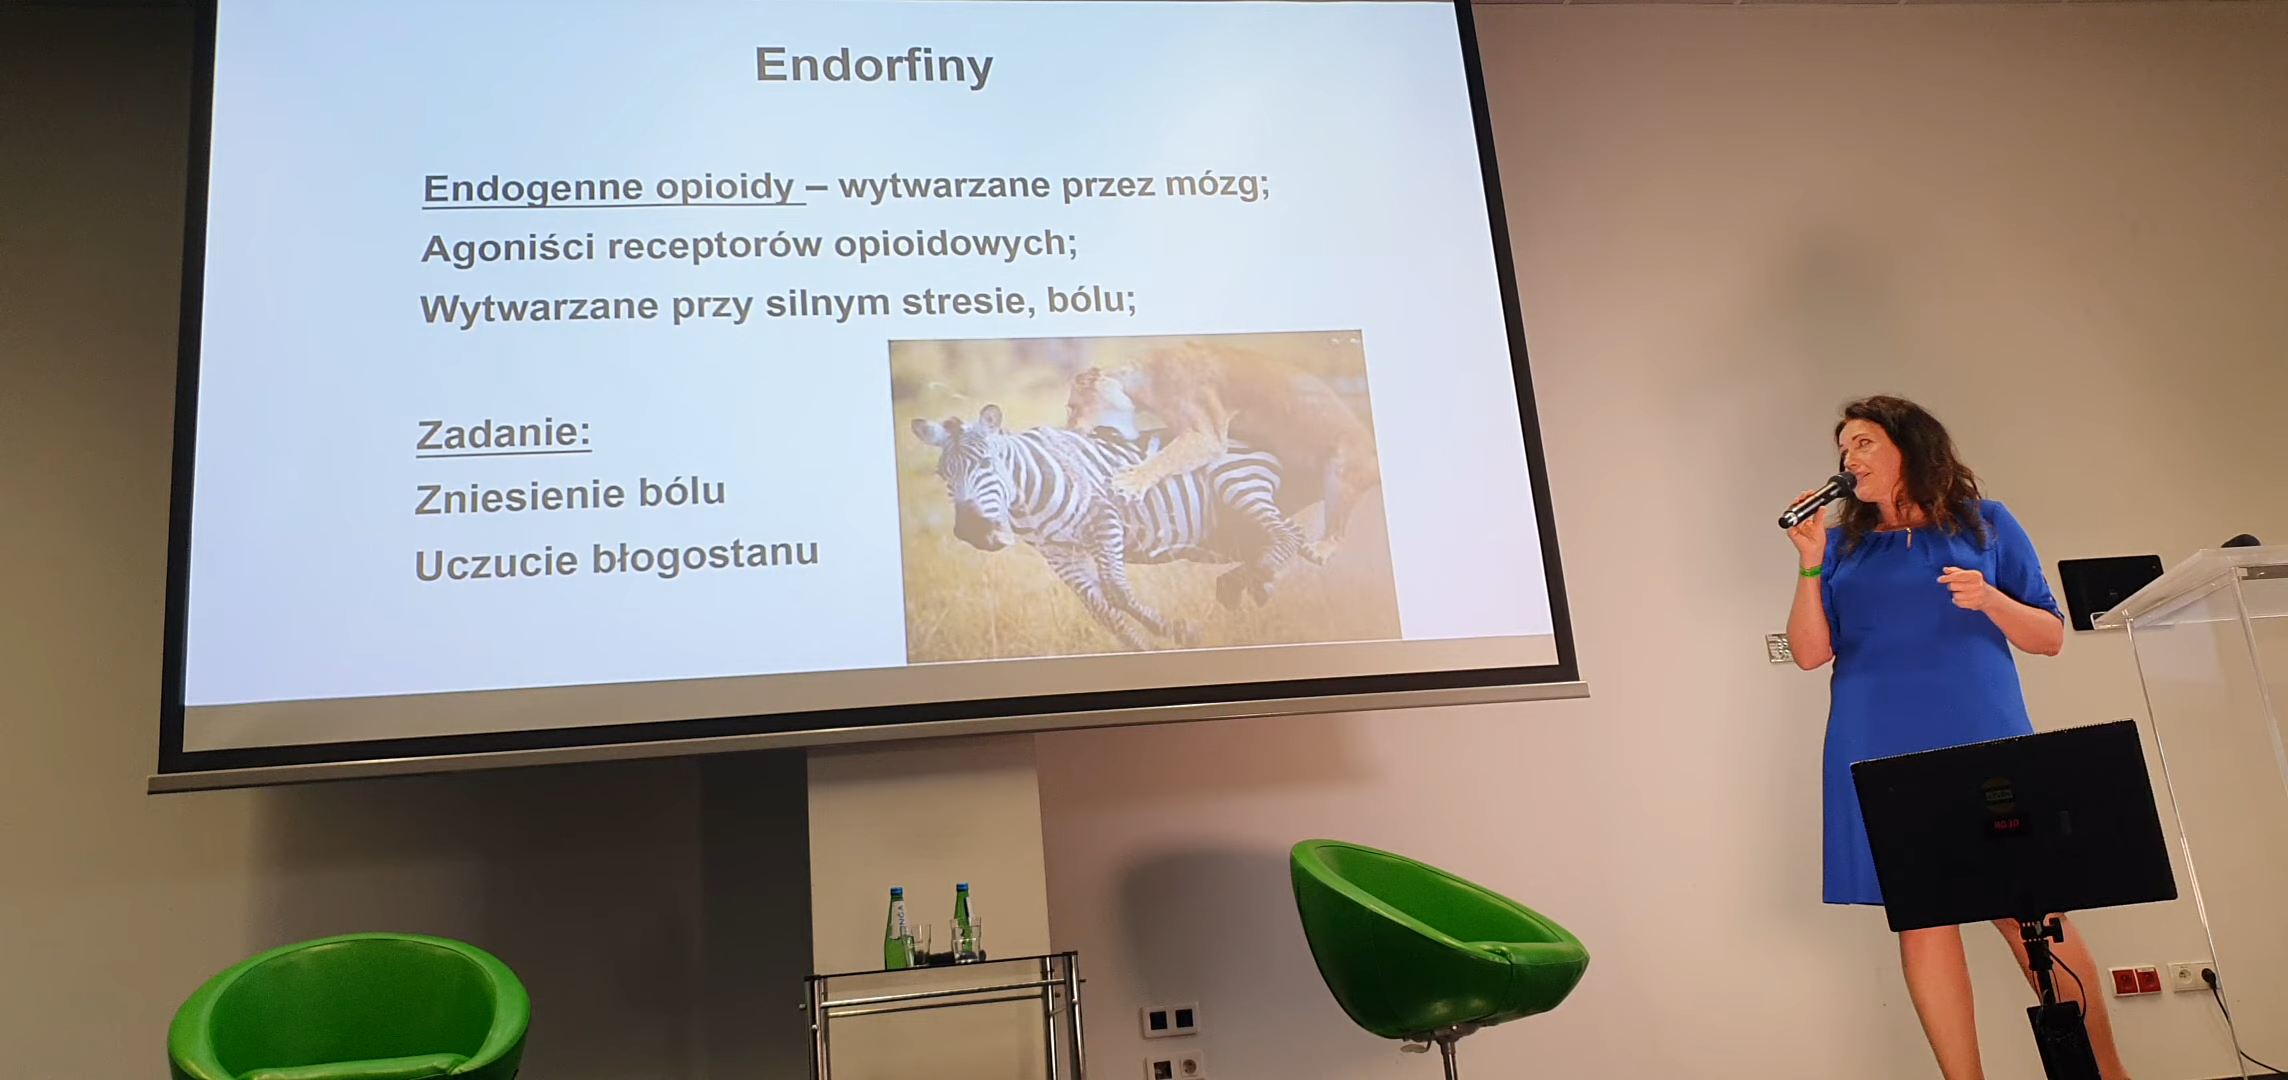 Endorfiny
Endogenne opioidy – wytwarzane przez mózg;
Agoniści receptorów opioidowych;
Wytwarzane przy silnym stresie, bólu;
Zadanie:
Zniesienie bólu
Uczucie błogostanu